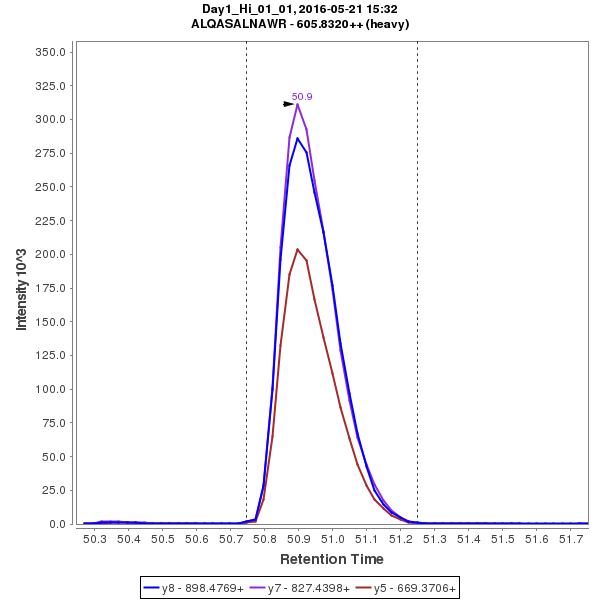 Day1_Hi_01_01, 2016-05-21 15:32
ALQASALNAWR - 605.8320++ (heavy)
350.0
325.0
300.0
275.0
250.0
225.0
200.0
175.0
150.0
125.0
100.0
75.0
50.0
25.0
0.0
Intensity 10^3
50.9
50.3 50.4 50.5 50.6 50.7 50.8 50.9 51.0 51.1 51.2 51.3 51.4 51.5 51.6 51.7
Retention Time
y8 - 898.4769+ y7 - 827.4398+ y5 - 669.3706+